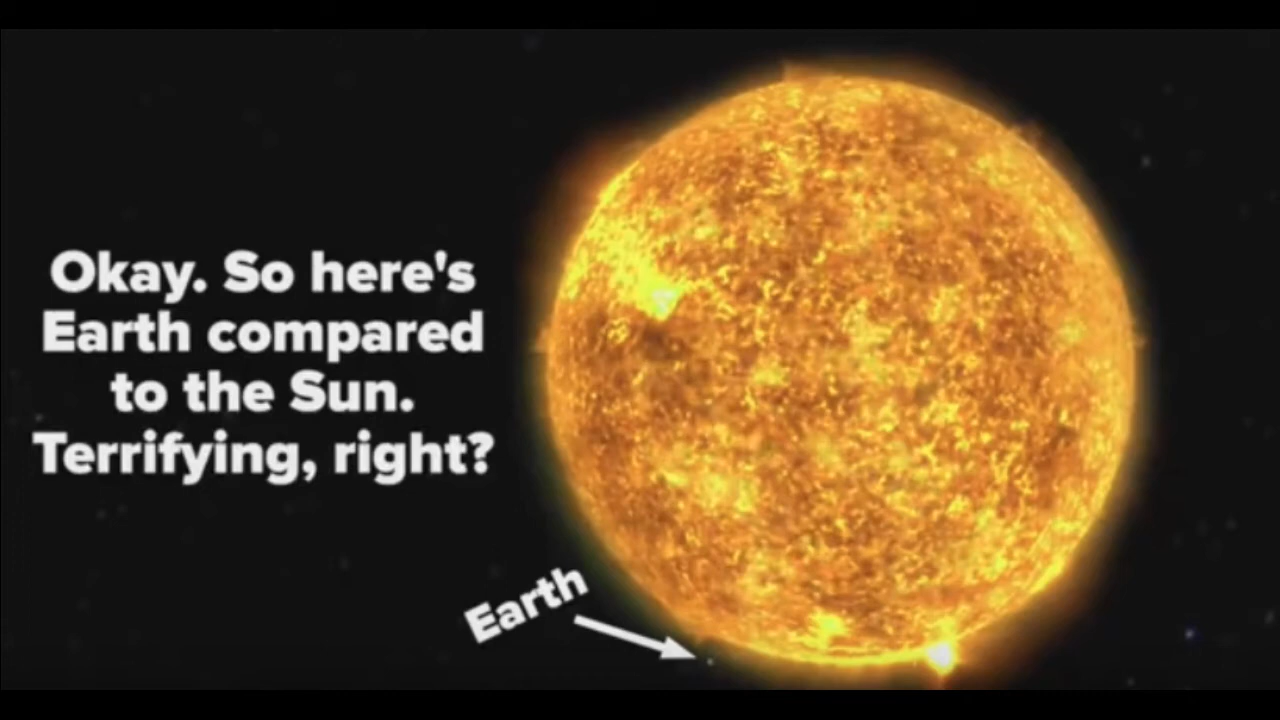 Okay. So here's
Earth compared
to the Sun.
Terrifying, right?
Earth